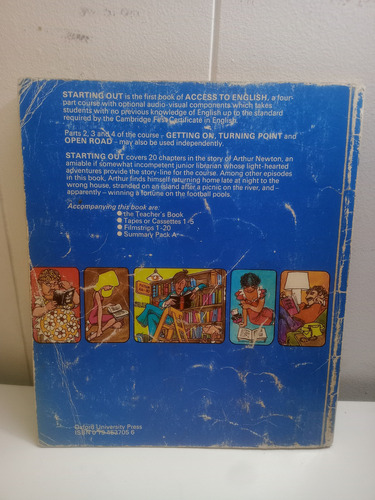 STARTING OUT is the first book of ACCESS TO ENGLISH, a four-
part course with optional audio-visual components which takes
students with no previous knowledge of English up to the standard
required by the Cambridge First Certificate in English.
Parts 2, 3 and 4 of the course - GETTING ON, TURNING POINT and
OPEN ROAD - may also be used independently.
STARTING OUT covers 20 chapters in the story of Arthur Newton, an
amiable if somewhat incompetent junior librarian whose light-hearted
adventures provide the story-line for the course. Among other episodes
in this book, Arthur finds himself returning home late at night to the
wrong house, stranded on an island after a picnic on the river, and -
apparently - winning a fortune on the football pools.
Accompanying this book are:
● the Teacher's Book
● Tapes or Cassettes 1-5
● Filmstrips 1-20
● Summary Pack A
Oxford University Press
ISBN 0 19 453705 6